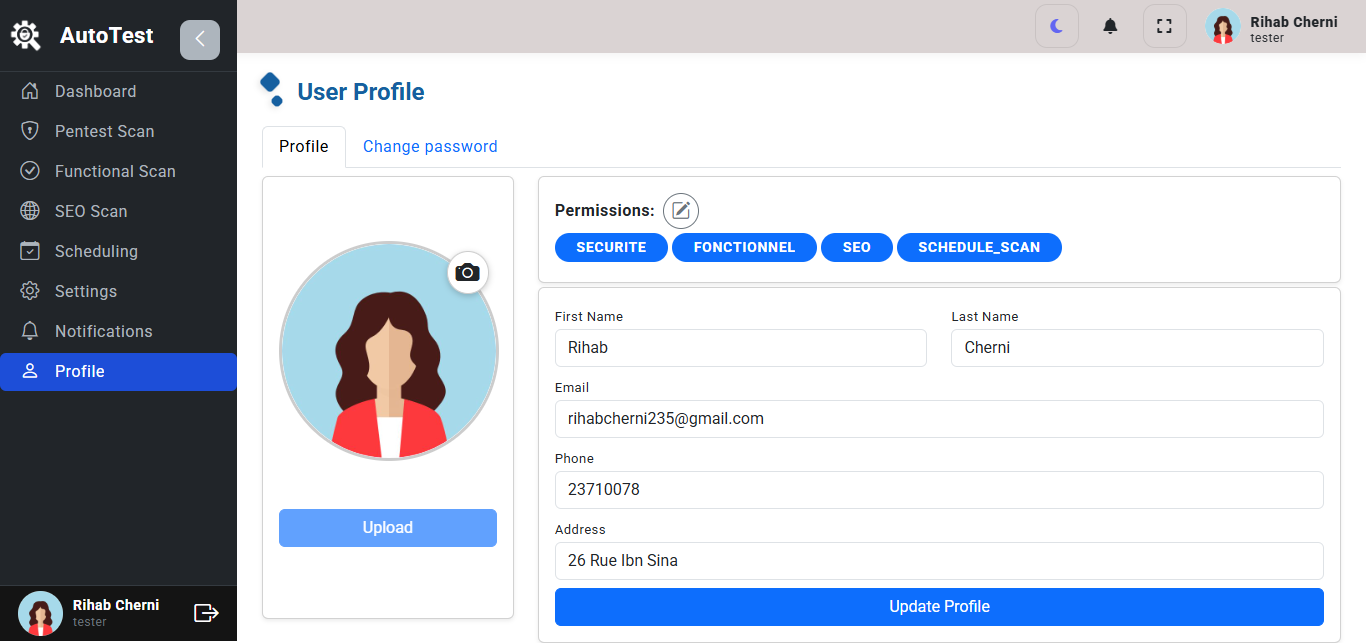 AutoTest
Dashboard
Pentest Scan
Functional Scan
SEO Scan
Scheduling
Settings
Notifications
Profile
Rihab Cherni
tester
Rihab Cherni
tester
User Profile
Profile
Change password
Upload
Permissions:
SECURITE FONCTIONNEL SEO SCHEDULE_SCAN
First Name Last Name
Rihab Cherni
Email
rihabcherni235@gmail.com
Phone
23710078
Address
26 Rue Ibn Sina
Update Profile